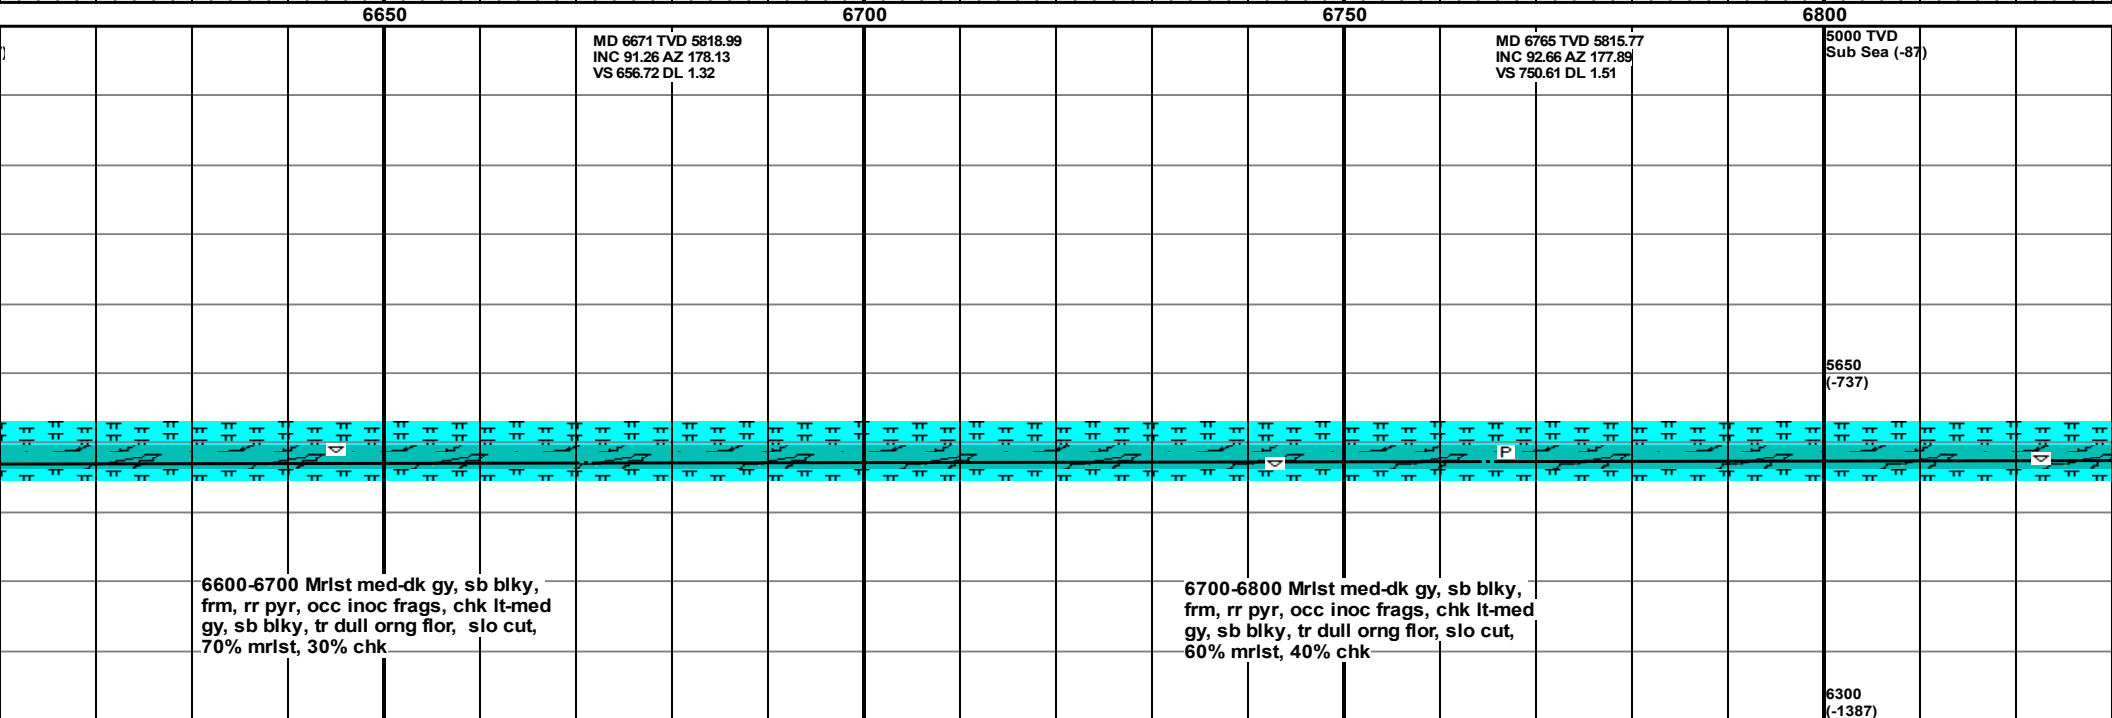 6650
6700
6750
6800
MD 6671 TVD 5818.99
INC 91.26 AZ 178.13
VS 656.72 DL 1.32
MD 6765 TVD 5815.77
INC 92.66 AZ 177.89
VS 750.61 DL 1.51
5000 TVD
Sub Sea (-87)
5650
(-737)
P
6600-6700 Mrlst med-dk gy, sb blky,
frm, rr pyr, occ inoc frags, chk lt-med
gy, sb blky, tr dull orng flor, slo cut,
70% mrlst, 30% chk
6700-6800 Mrlst med-dk gy, sb blky,
frm, rr pyr, occ inoc frags, chk lt-med
gy, sb blky, tr dull orng flor, slo cut,
60% mrlst, 40% chk
6300
(-1387)